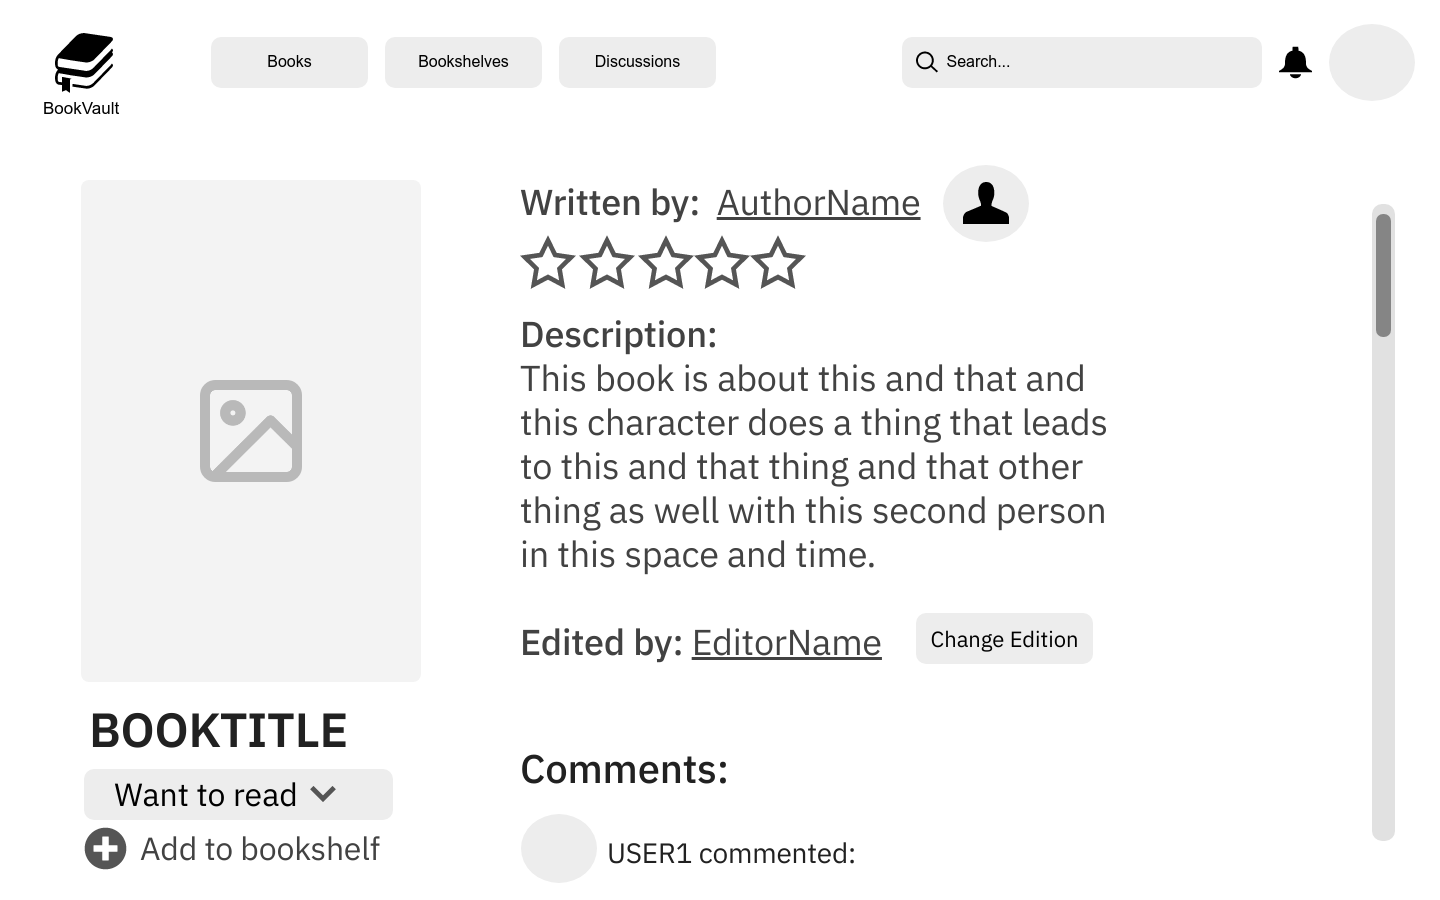 BookVault
Books
Bookshelves
Discussions
Search...
Written by: AuthorName
Description:
This book is about this and that and
this character does a thing that leads
to this and that thing and that other
thing as well with this second person
in this space and time.
Edited by: EditorName
Change Edition
BOOKTITLE
Want to read
Add to bookshelf
Comments:
USER1 commented: